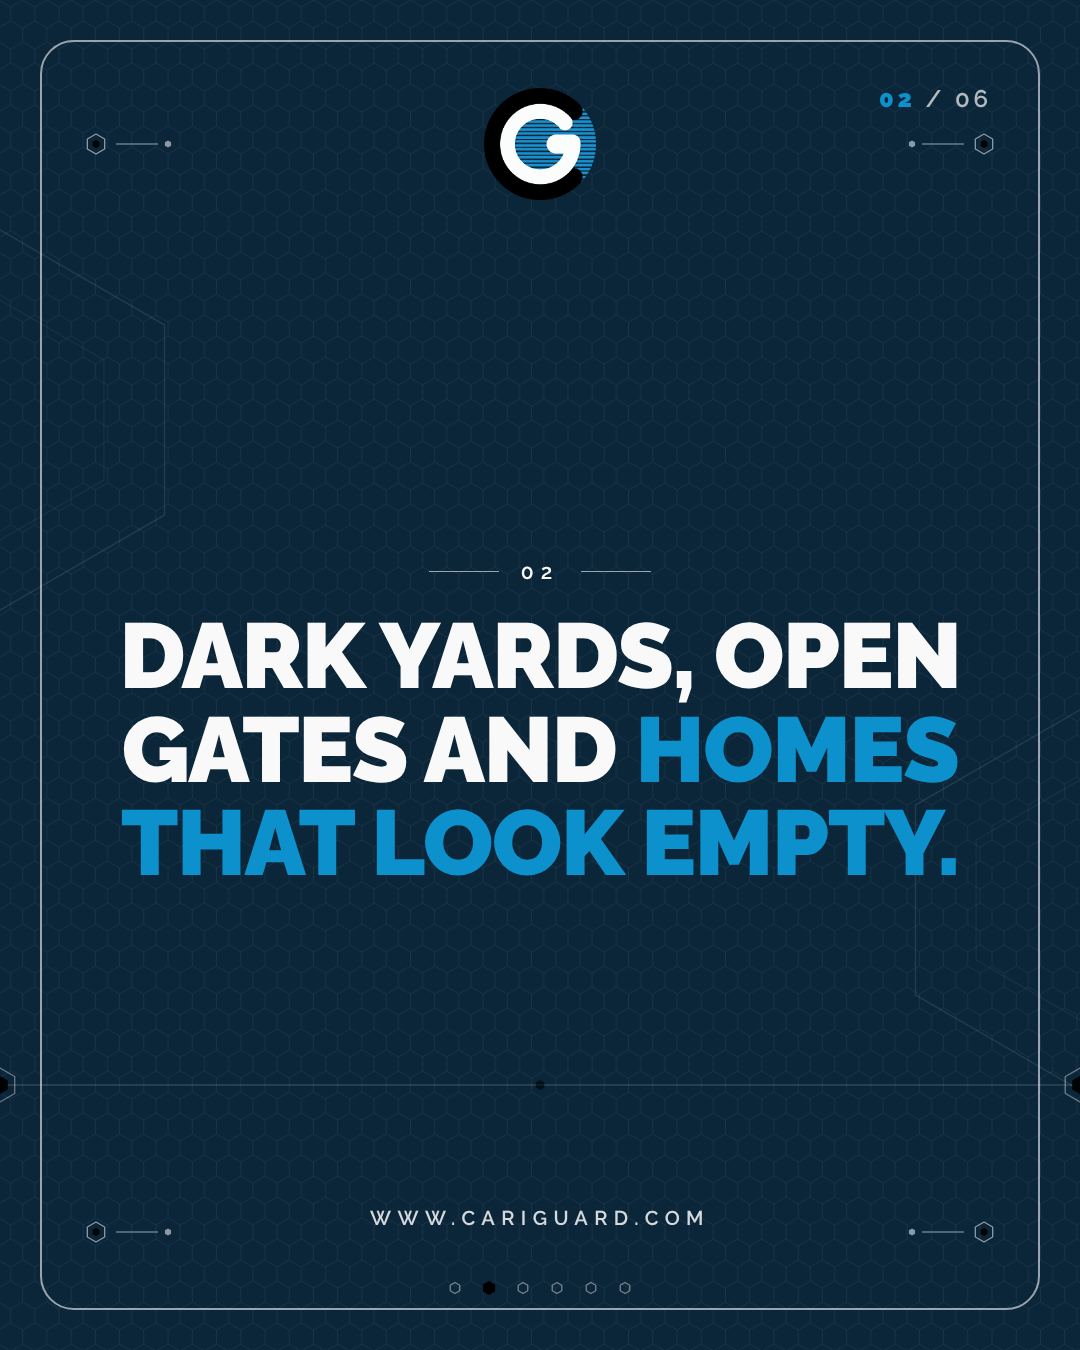 02 / 06
02
DARK YARDS, OPEN
GATES AND HOMES
THAT LOOK EMPTY.
WWW.CARIGUARD.COM